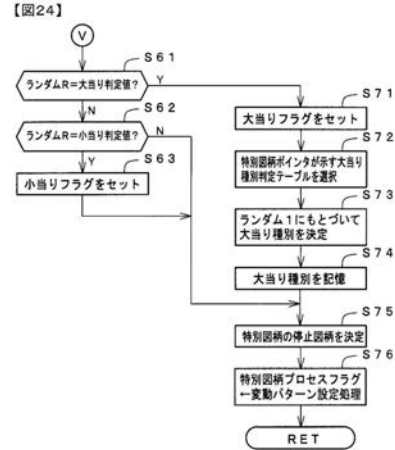 【図24】
V
S61
ランダムR=大当り判定値?
Y
N
S62
ランダムR=小当り判定値?
N
Y
S63
小当りフラグをセット
S71
大当りフラグをセット
S72
特別図柄ポインタが示す大当り
種別判定テーブルを選択
S73
ランダム1にもとづいて
大当り種別を決定
S74
大当り種別を記憶
S75
特別図柄の停止図柄を決定
S76
特別図柄プロセスフラグ
←変動パターン設定処理
RET